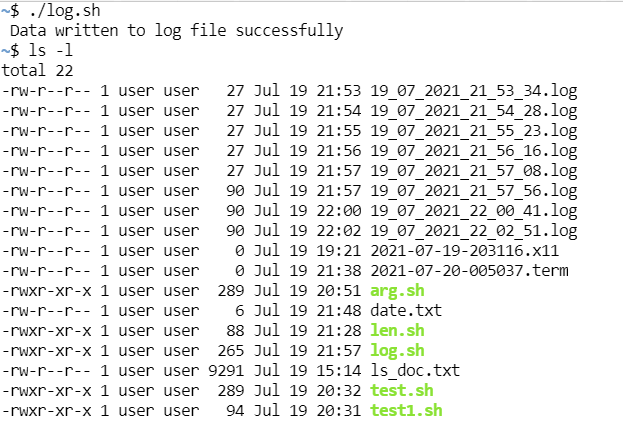 ~$ ./log.sh
 Data written to log file successfully
~$ ls -l
total 22
-rw-r--r-- 1 user user   27 Jul 19 21:53 19_07_2021_21_53_34.log
-rw-r--r-- 1 user user   27 Jul 19 21:54 19_07_2021_21_54_28.log
-rw-r--r-- 1 user user   27 Jul 19 21:55 19_07_2021_21_55_23.log
-rw-r--r-- 1 user user   27 Jul 19 21:56 19_07_2021_21_56_16.log
-rw-r--r-- 1 user user   27 Jul 19 21:57 19_07_2021_21_57_08.log
-rw-r--r-- 1 user user   90 Jul 19 21:57 19_07_2021_21_57_56.log
-rw-r--r-- 1 user user   90 Jul 19 22:00 19_07_2021_22_00_41.log
-rw-r--r-- 1 user user   90 Jul 19 22:02 19_07_2021_22_02_51.log
-rw-r--r-- 1 user user    0 Jul 19 19:21 2021-07-19-203116.x11
-rw-r--r-- 1 user user    0 Jul 19 21:38 2021-07-20-005037.term
-rwxr-xr-x 1 user user  289 Jul 19 20:51 arg.sh
-rw-r--r-- 1 user user    6 Jul 19 21:48 date.txt
-rwxr-xr-x 1 user user   88 Jul 19 21:28 len.sh
-rwxr-xr-x 1 user user  265 Jul 19 21:57 log.sh
-rw-r--r-- 1 user user 9291 Jul 19 15:14 ls_doc.txt
-rwxr-xr-x 1 user user  289 Jul 19 20:32 test.sh
-rwxr-xr-x 1 user user   94 Jul 19 20:31 test1.sh